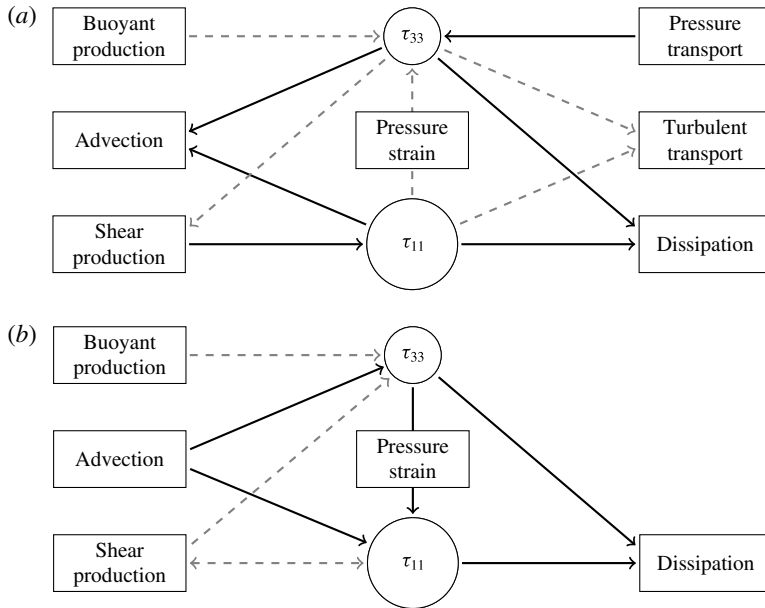 (a)
Buoyant
production
τ33
Pressure
transport
Advection
Pressure
strain
Turbulent
transport
Shear
production
τ11
Dissipation
(b)
Buoyant
production
τ33
Advection
Pressure
strain
Shear
production
τ11
Dissipation